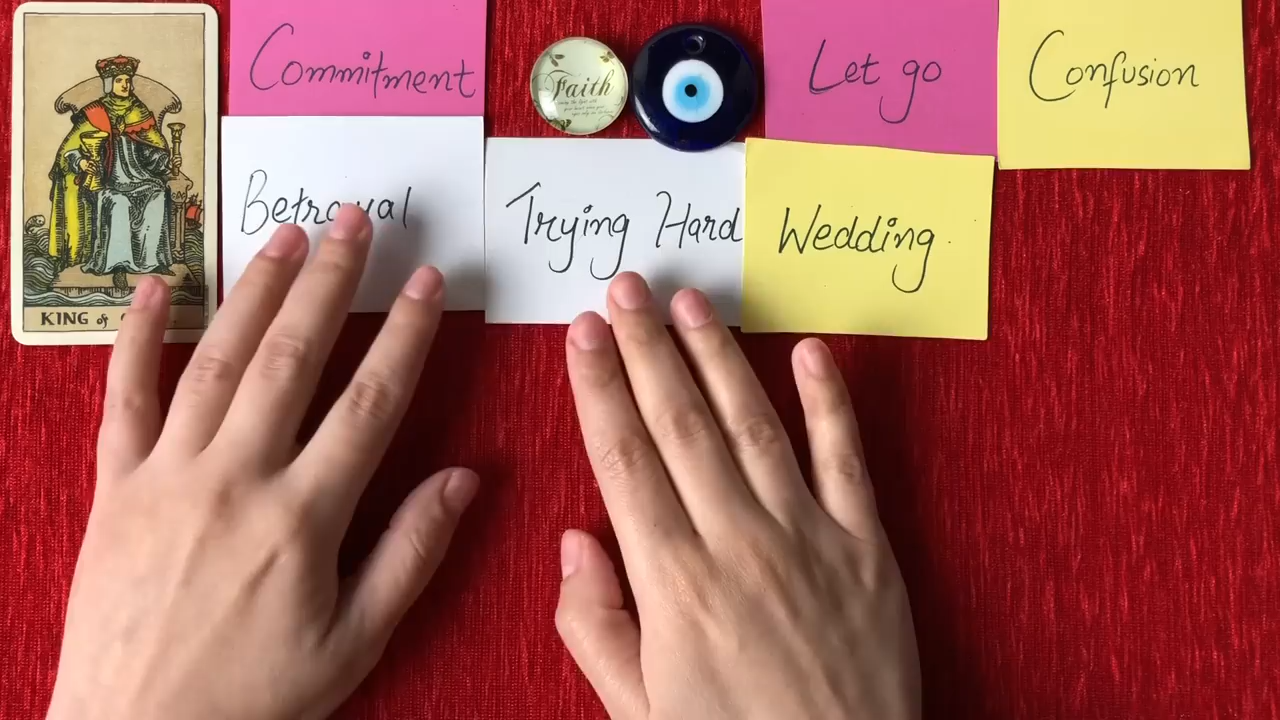 Commitment
Faith
Let go
Confusion
Betrayal
Trying Hard
Wedding
KING of